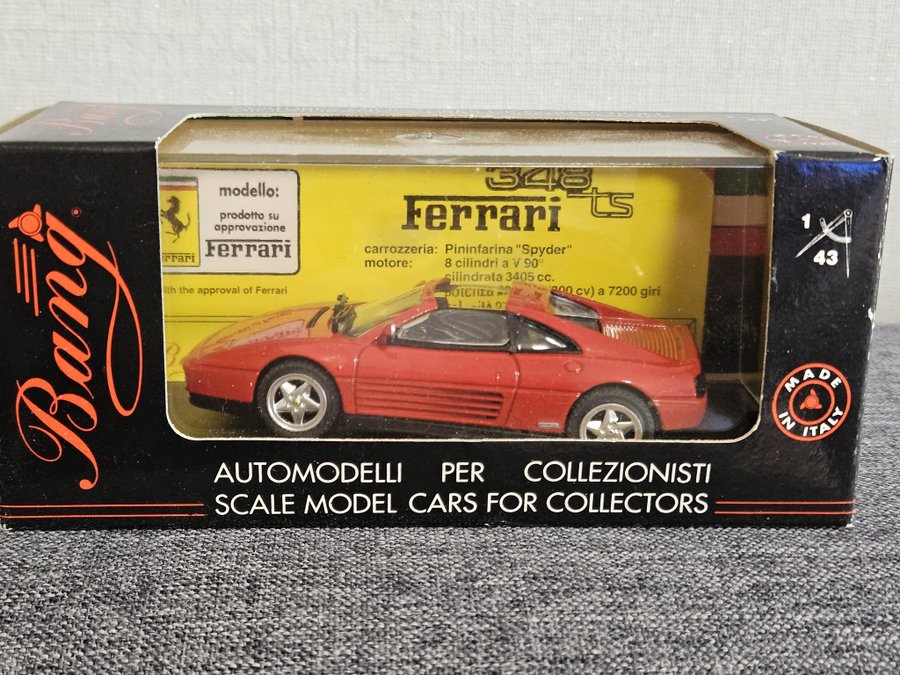 Bang®
modello:
prodotto su
approvazione
Ferrari
with the approval of Ferrari
348
ts
Ferrari
carrozzeria: Pininfarina "Spyder"
motore: 8 cilindri a V 90°
cilindrata 3405 cc.
cv) a 7200 giri
1
43
MADE IN ITALY
AUTOMODELLI PER COLLEZIONISTI
SCALE MODEL CARS FOR COLLECTORS